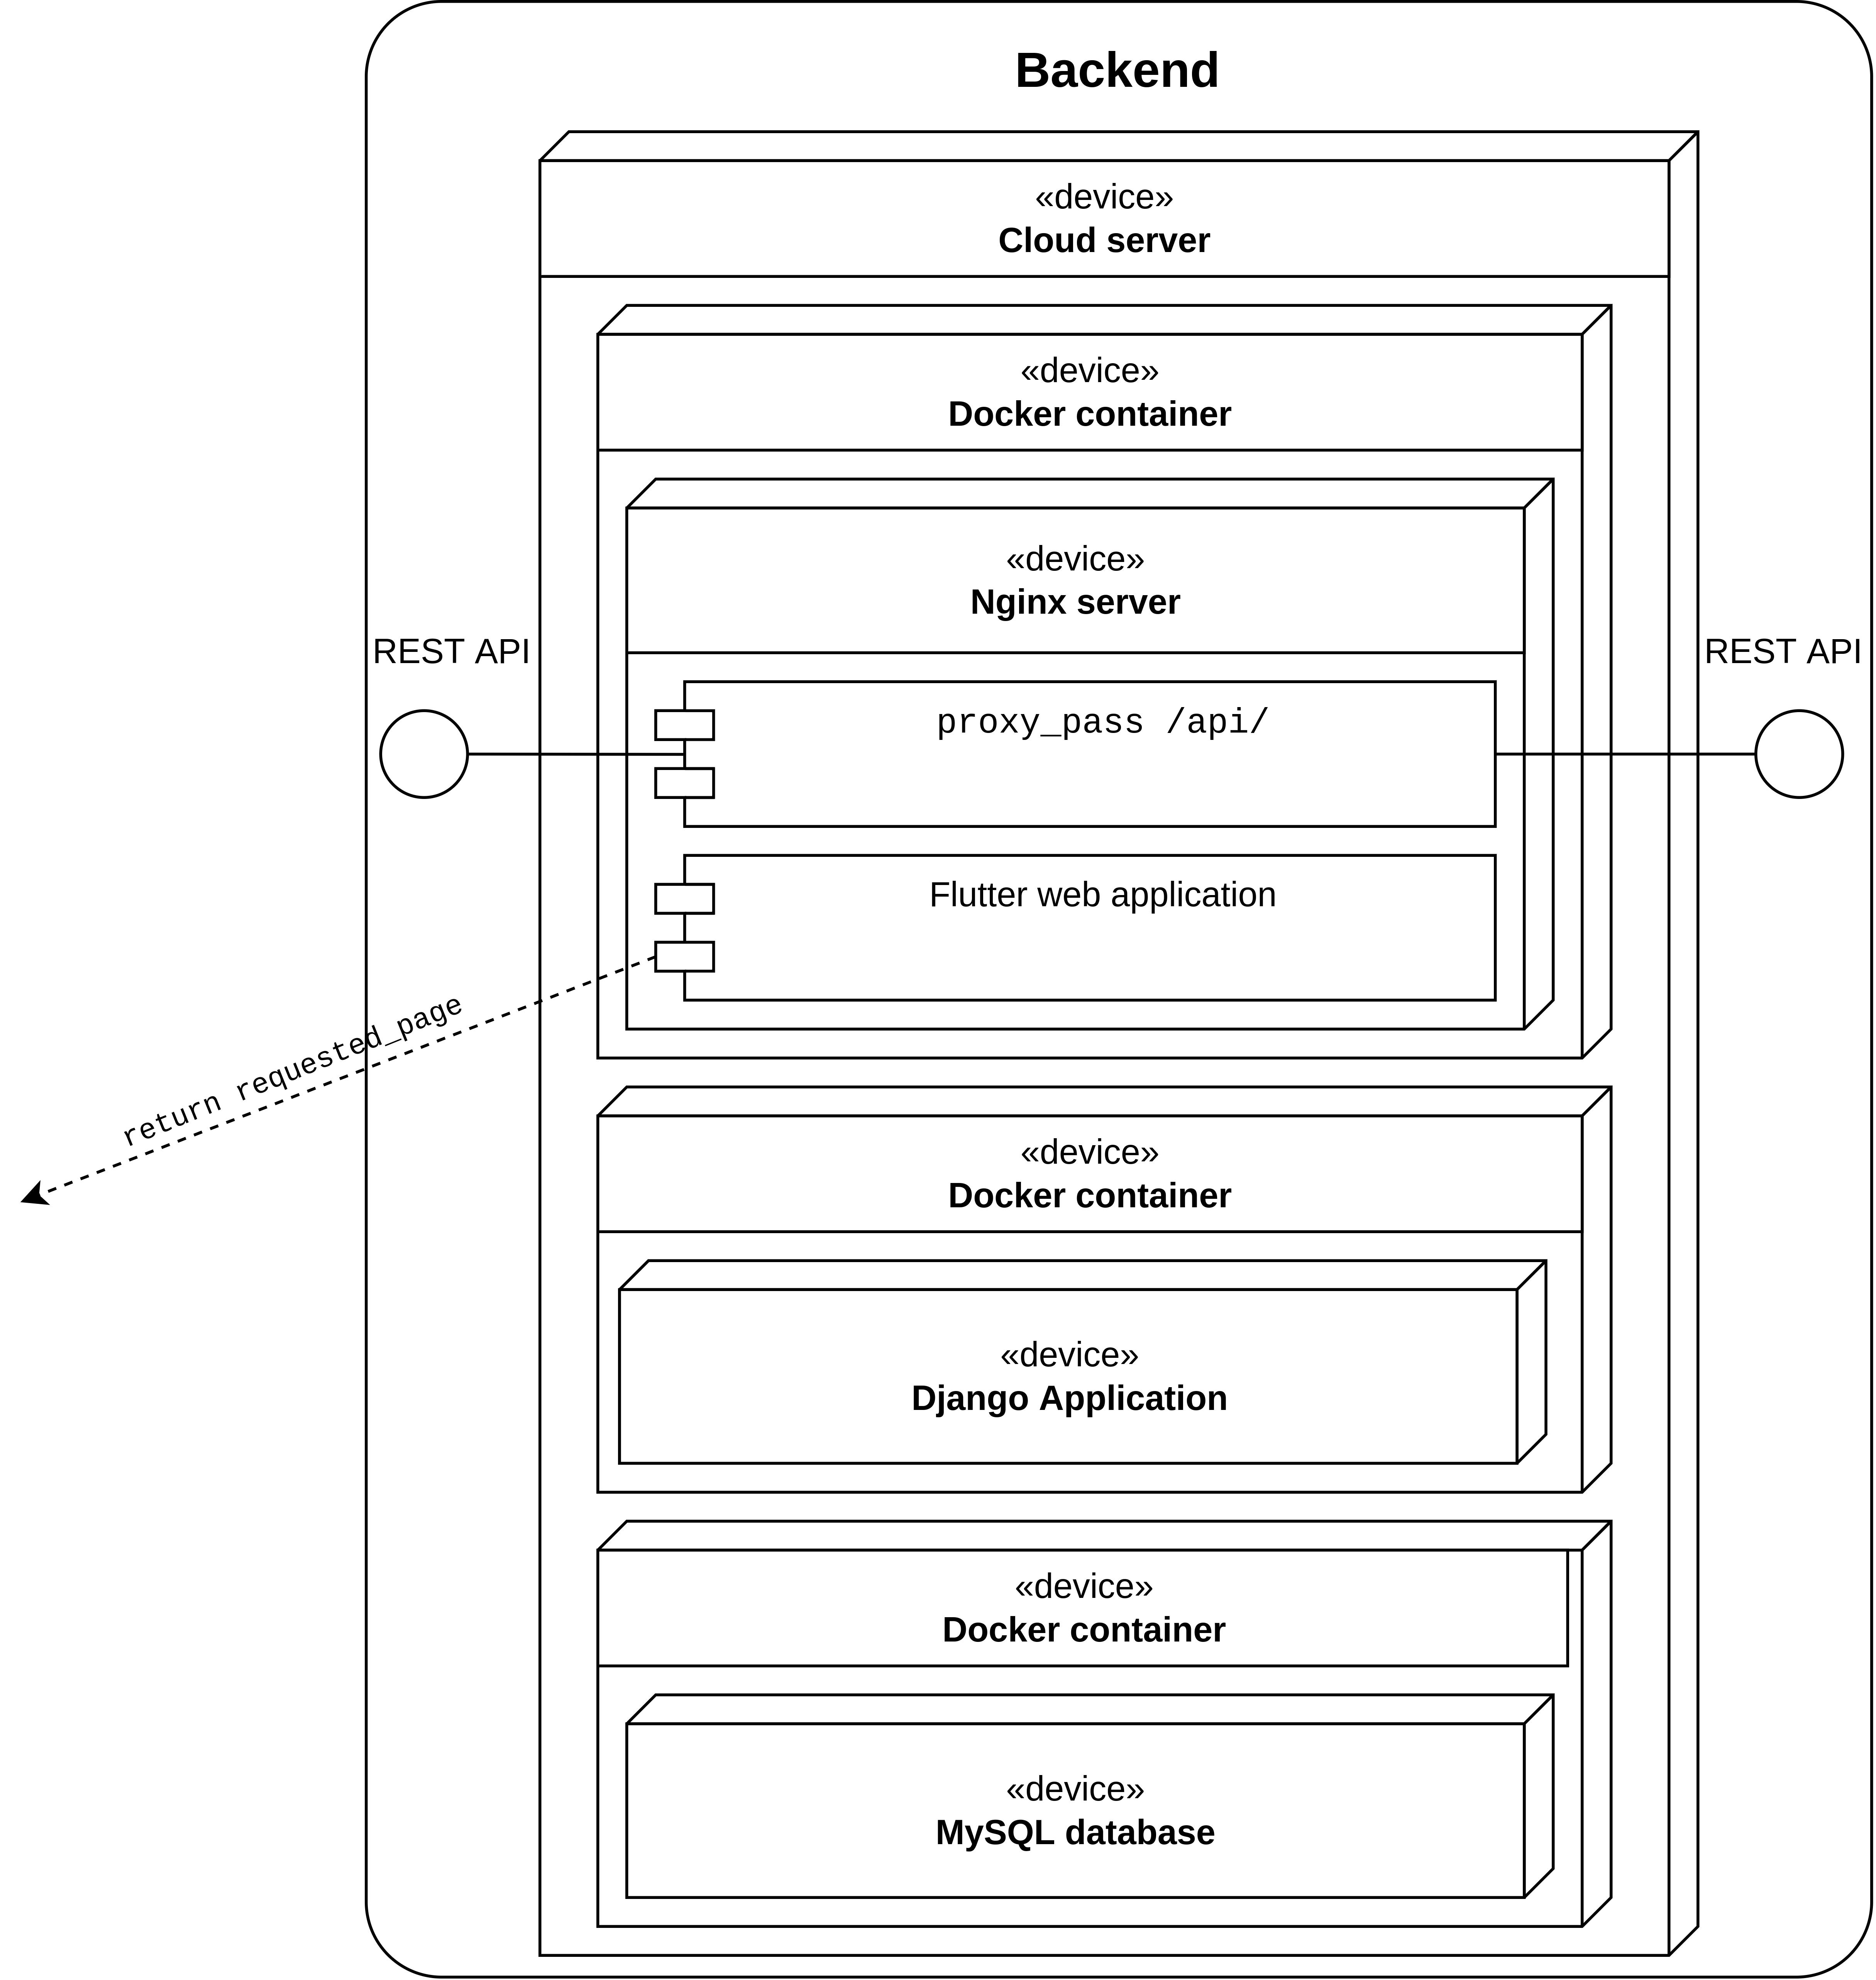 Backend
«device»
Cloud server
«device»
Docker container
«device»
Nginx server
REST API
REST API
proxy_pass /api/
Flutter web application
return requested_page
«device»
Docker container
«device»
Django Application
«device»
Docker container
«device»
MySQL database